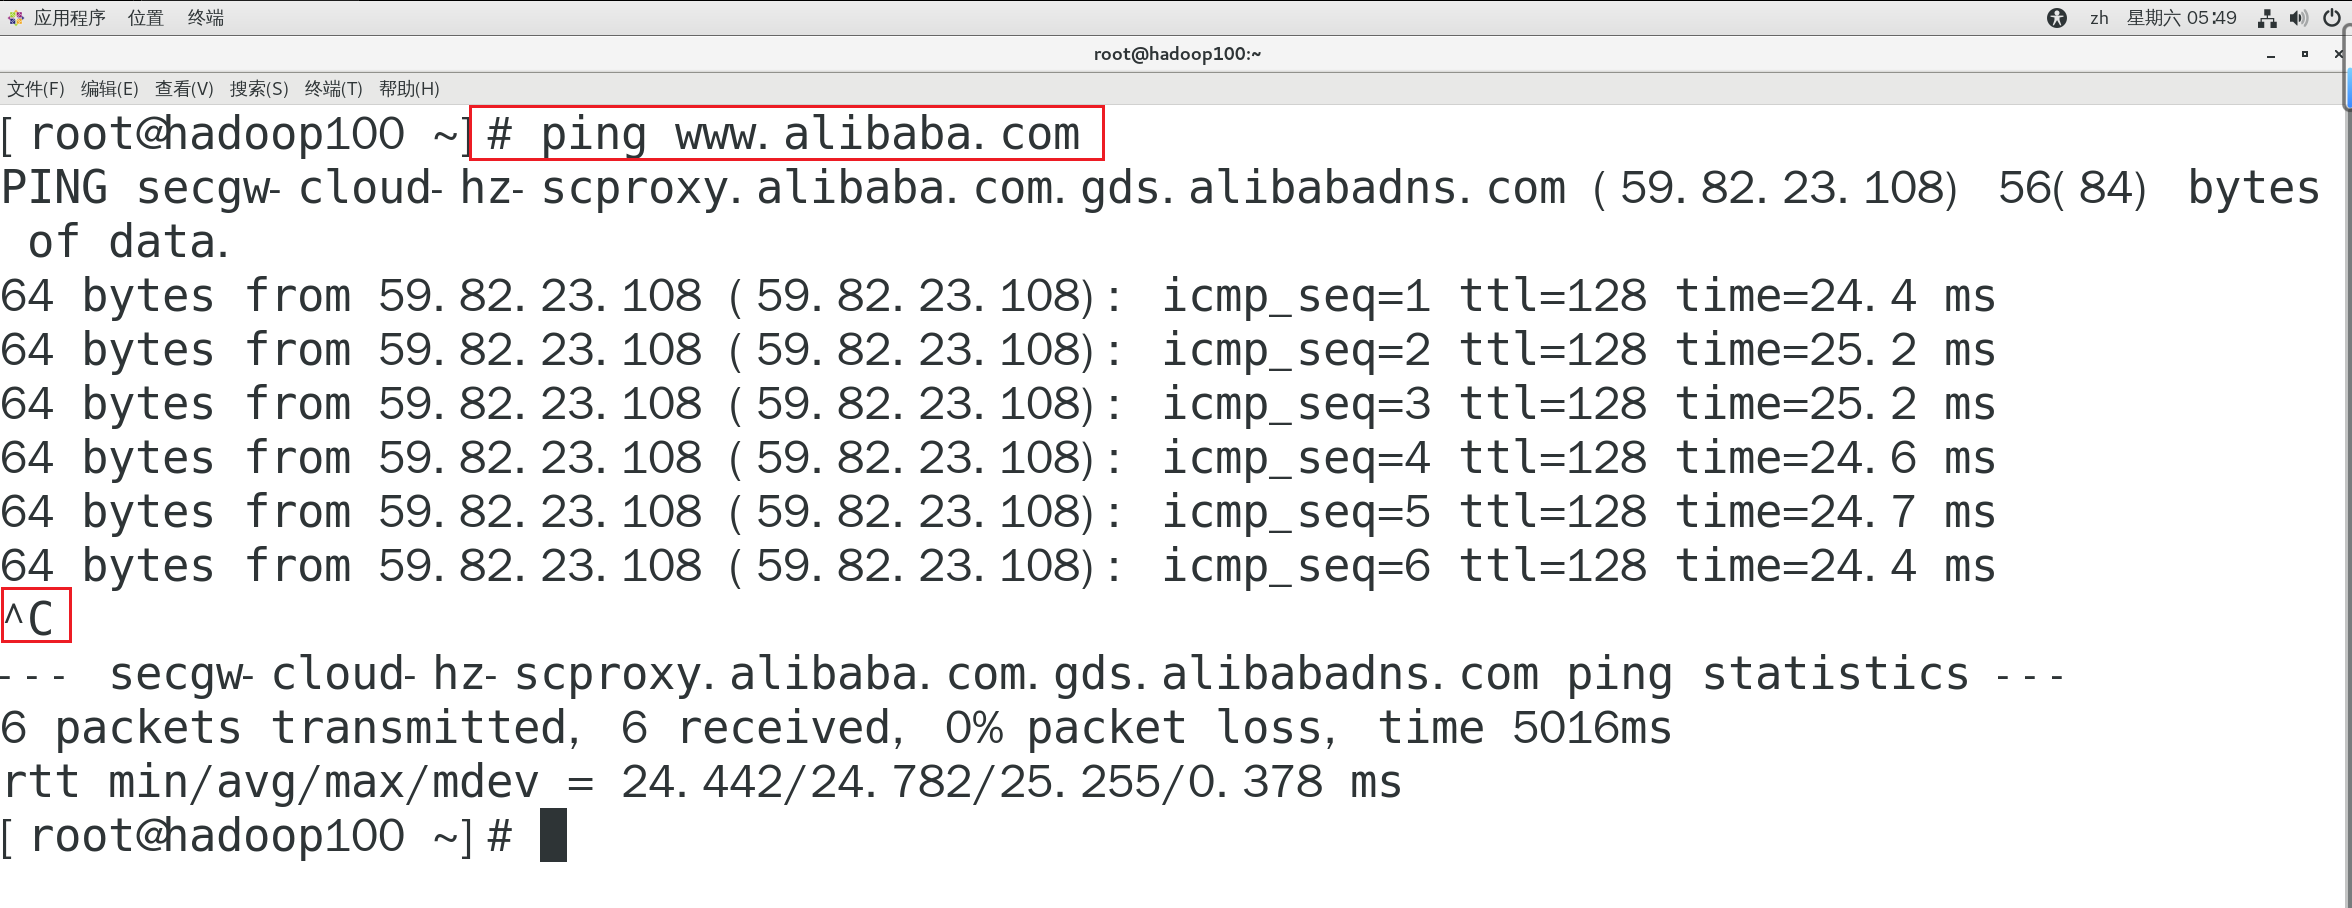 应用程序 位置 终端 zh 星期六 05:49
root@hadoop100:~
文件(F) 编辑(E) 查看(V) 搜索(S) 终端(T) 帮助(H)
[root@hadoop100 ~]# ping www.alibaba.com
PING secgw-cloud-hz-scproxy.alibaba.com.gds.alibabadns.com (59.82.23.108) 56(84) bytes
 of data.
64 bytes from 59.82.23.108 (59.82.23.108): icmp_seq=1 ttl=128 time=24.4 ms
64 bytes from 59.82.23.108 (59.82.23.108): icmp_seq=2 ttl=128 time=25.2 ms
64 bytes from 59.82.23.108 (59.82.23.108): icmp_seq=3 ttl=128 time=25.2 ms
64 bytes from 59.82.23.108 (59.82.23.108): icmp_seq=4 ttl=128 time=24.6 ms
64 bytes from 59.82.23.108 (59.82.23.108): icmp_seq=5 ttl=128 time=24.7 ms
64 bytes from 59.82.23.108 (59.82.23.108): icmp_seq=6 ttl=128 time=24.4 ms
^C
--- secgw-cloud-hz-scproxy.alibaba.com.gds.alibabadns.com ping statistics ---
6 packets transmitted, 6 received, 0% packet loss, time 5016ms
rtt min/avg/max/mdev = 24.442/24.782/25.255/0.378 ms
[root@hadoop100 ~]#